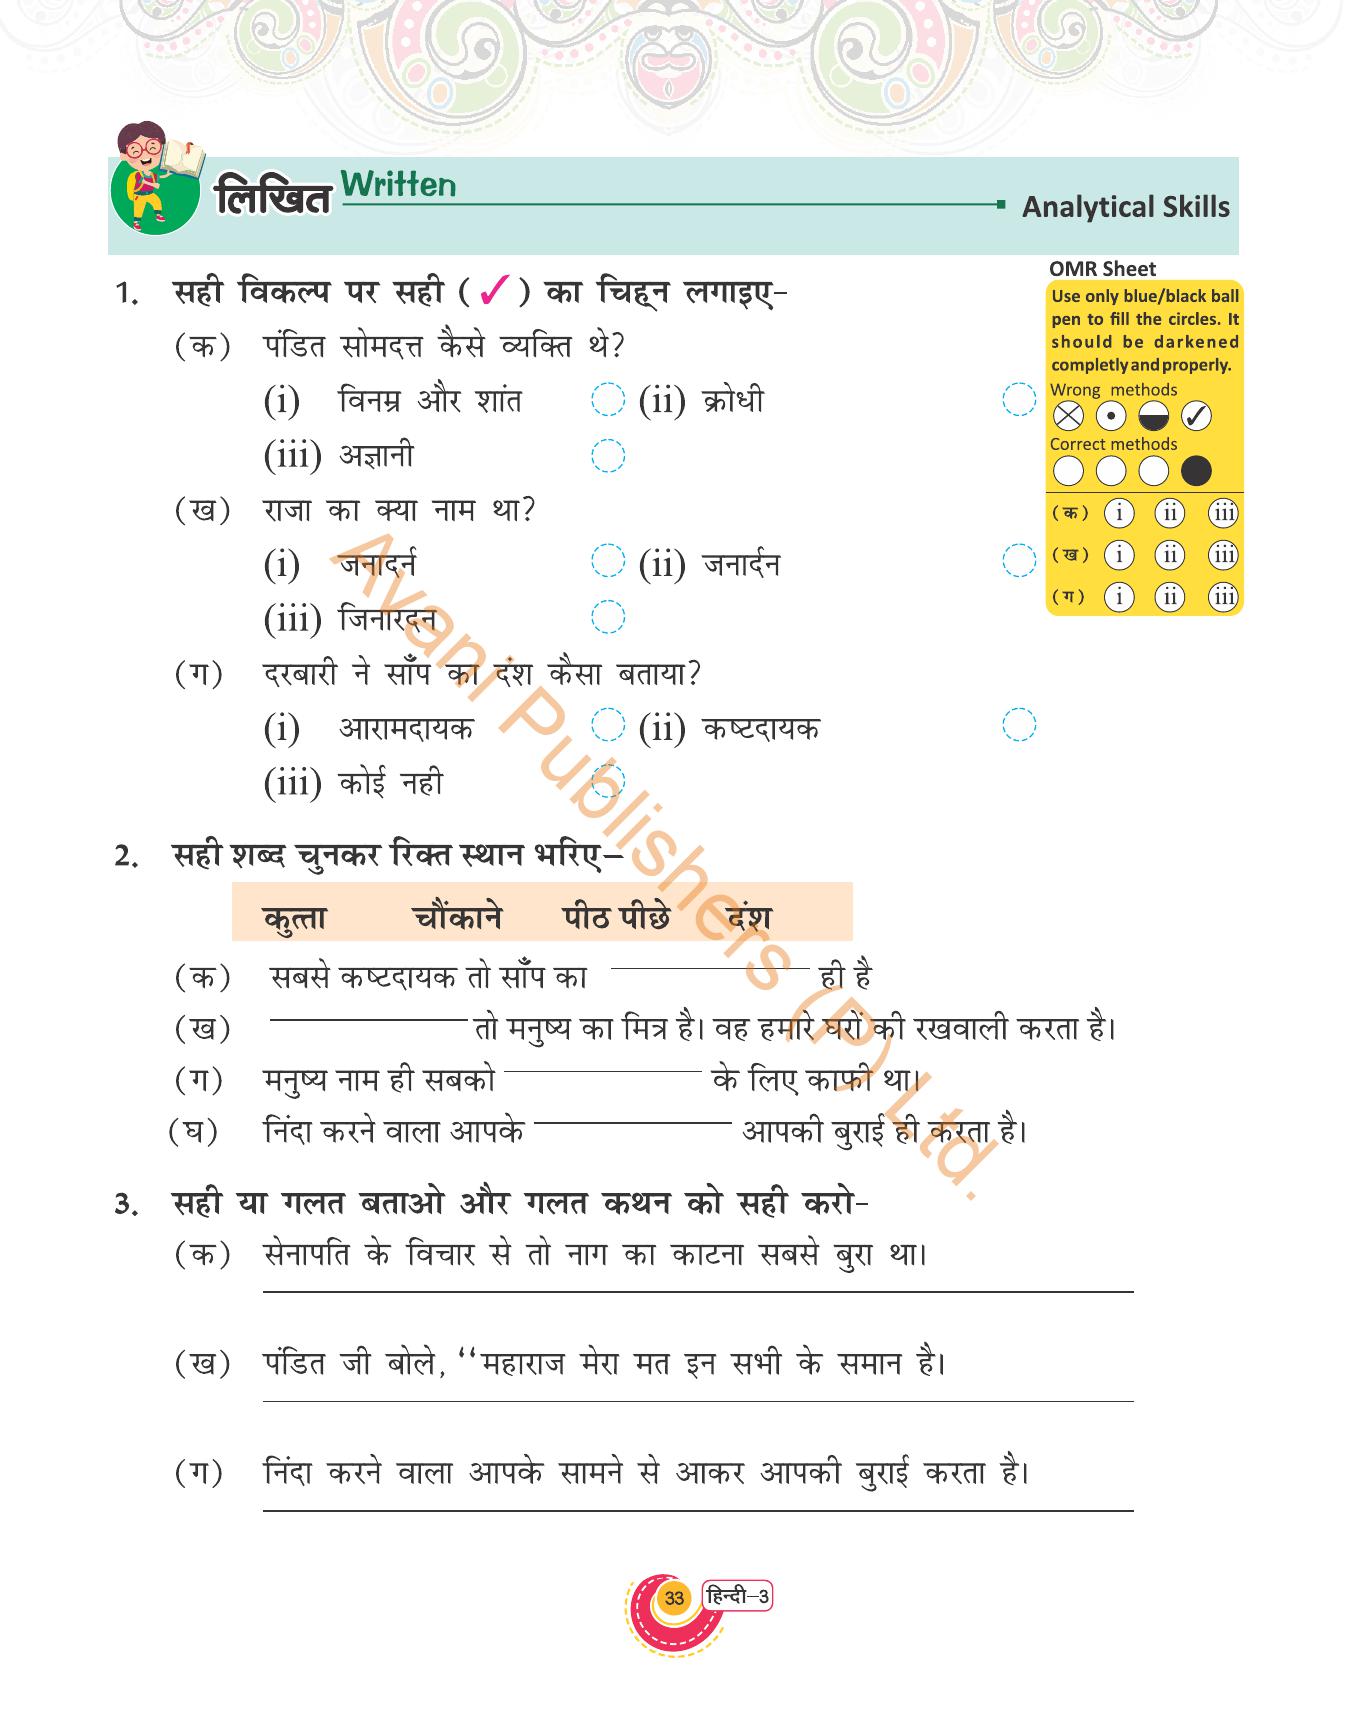 लिखित Written
Analytical Skills
OMR Sheet
Use only blue/black ball
pen to fill the circles. It
should be darkened
completly and properly.
Wrong methods
Correct methods
(क) i ii iii
(ख) i ii iii
(ग) i ii iii
1. सही विकल्प पर सही (✓) का चिह्न लगाइए-
(क) पंडित सोमदत्त कैसे व्यक्ति थे?
(i) विनम्र और शांत (ii) क्रोधी
(iii) अज्ञानी
(ख) राजा का क्या नाम था?
(i) जनादर्न (ii) जनार्दन
(iii) जिनारदन
(ग) दरबारी ने साँप का दंश कैसा बताया?
(i) आरामदायक (ii) कष्टदायक
(iii) कोई नही
2. सही शब्द चुनकर रिक्त स्थान भरिए–
कुत्ता चौंकाने पीठ पीछे दंश
(क) सबसे कष्टदायक तो साँप का ____________ ही है
(ख) ____________ तो मनुष्य का मित्र है। वह हमारे घरों की रखवाली करता है।
(ग) मनुष्य नाम ही सबको ____________ के लिए काफी था।
(घ) निंदा करने वाला आपके ____________ आपकी बुराई ही करता है।
3. सही या गलत बताओ और गलत कथन को सही करो-
(क) सेनापति के विचार से तो नाग का काटना सबसे बुरा था।
(ख) पंडित जी बोले, ‘‘महाराज मेरा मत इन सभी के समान है।
(ग) निंदा करने वाला आपके सामने से आकर आपकी बुराई करता है।
Avani Publishers (P) Ltd.
33 हिन्दी–3